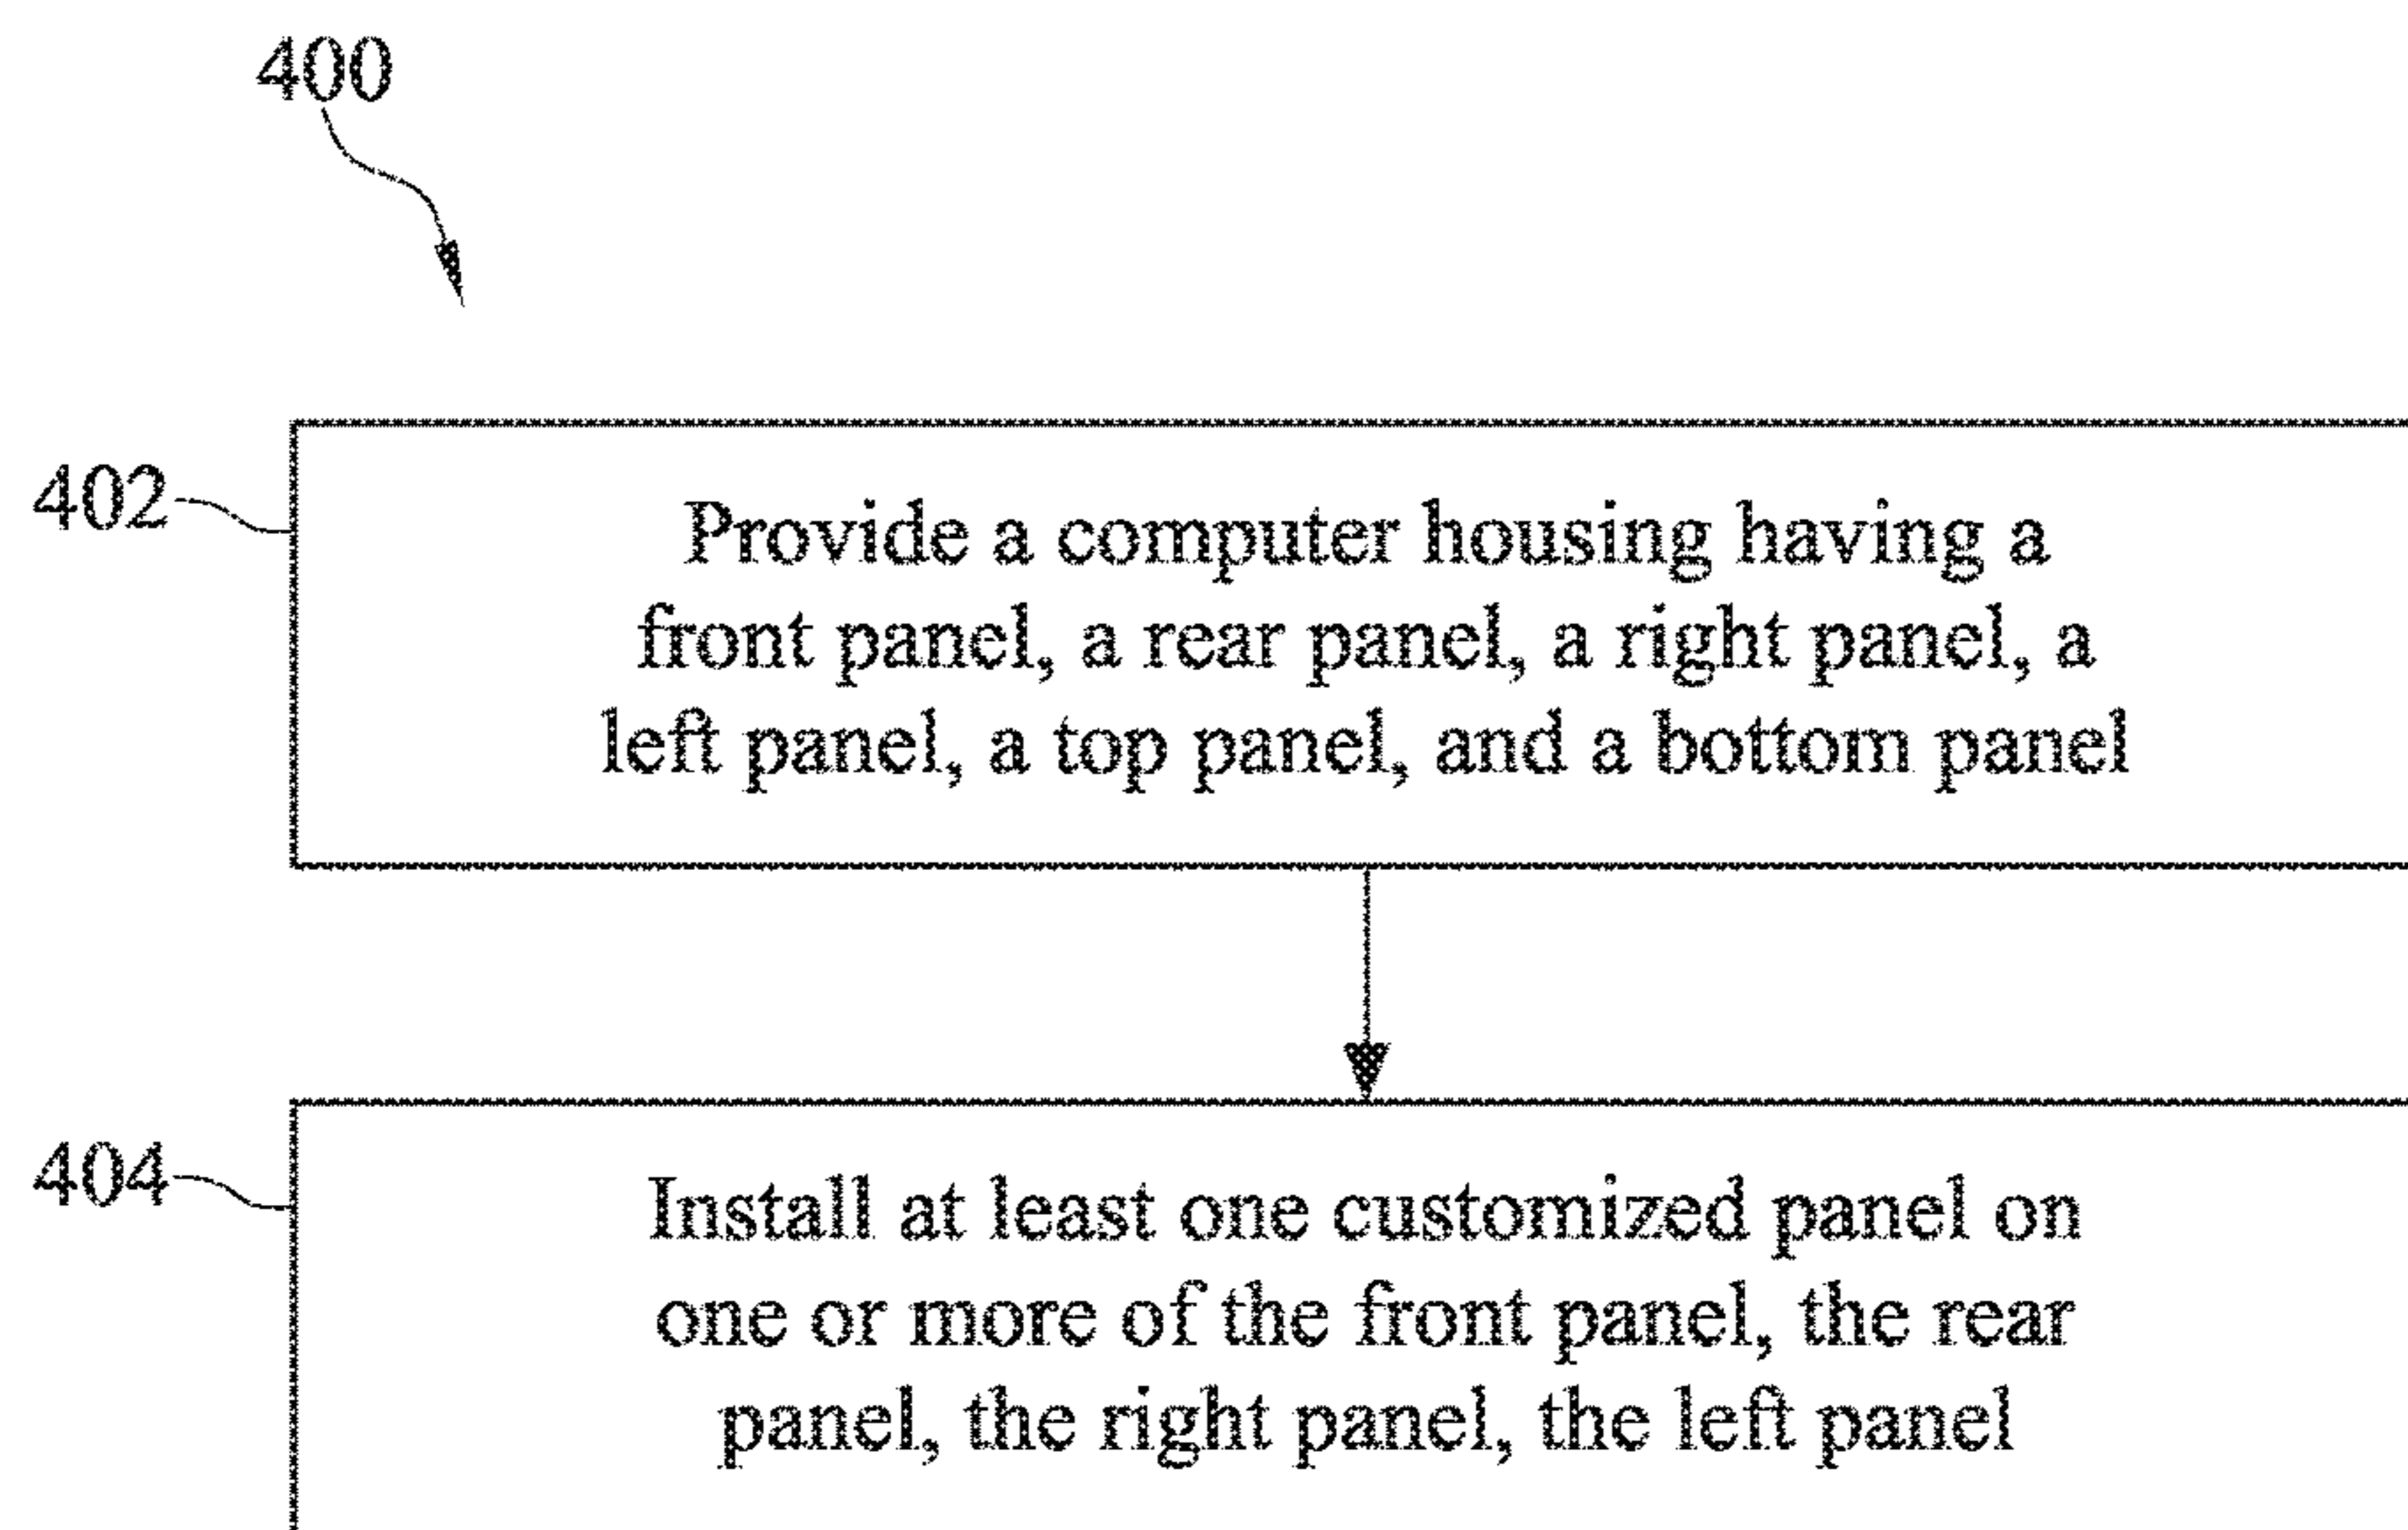 400
402
Provide a computer housing having a
front panel, a rear panel, a right panel, a
left panel, a top panel, and a bottom panel
404
Install at least one customized panel on
one or more of the front panel, the rear
panel, the right panel, the left panel